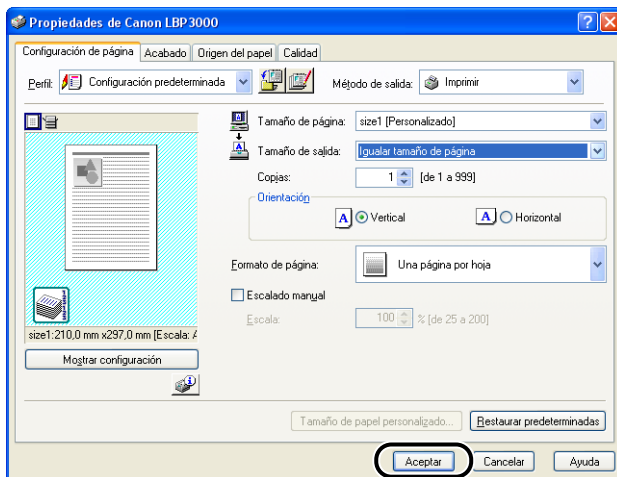 Propiedades de Canon LBP3000
Configuración de página Acabado Origen del papel Calidad
Perfil: Configuración predeterminada Método de salida: Imprimir
Tamaño de página: size1 [Personalizado]
Tamaño de salida: Igualar tamaño de página
Copias: 1 [de 1 a 999]
Orientación
A Vertical A Horizontal
Formato de página: Una página por hoja
Escalado manual
Escala: 100 % [de 25 a 200]
size1:210,0 mm x297,0 mm [Escala: A
Mostrar configuración
Tamaño de papel personalizado... Restaurar predeterminadas
Aceptar Cancelar Ayuda